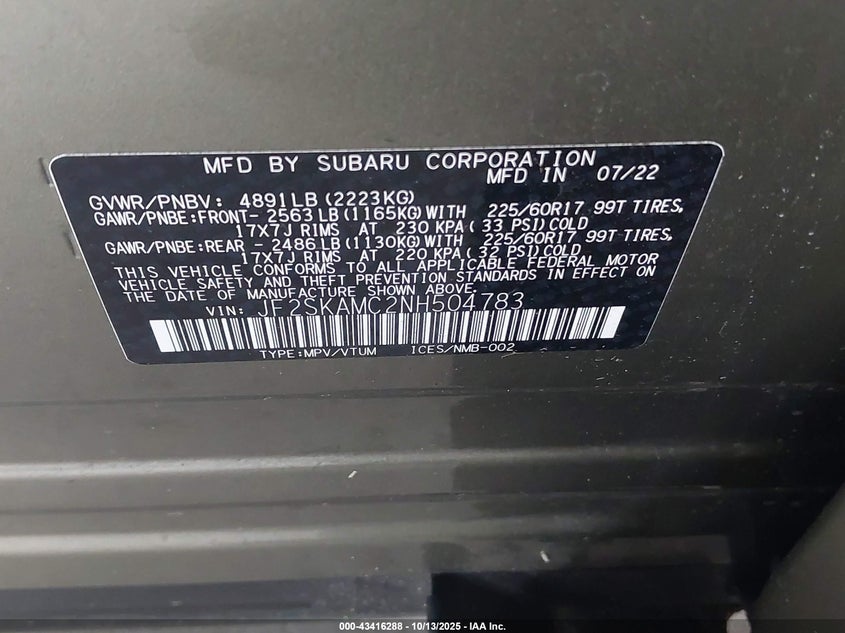 MFD BY SUBARU CORPORATION
MFD IN 07/22
GVWR/PNBV: 4891LB (2223KG)
GAWR/PNBE:FRONT- 2563 LB (1165KG) WITH 225/60R17 99T TIRES,
17X7J RIMS AT 230 KPA ( 33 PSI) COLD
GAWR/PNBE:REAR - 2486 LB (1130KG) WITH 225/60R17 99T TIRES,
17X7J RIMS AT 220 KPA ( 32 PSI) COLD
THIS VEHICLE CONFORMS TO ALL APPLICABLE FEDERAL MOTOR
VEHICLE SAFETY AND THEFT PREVENTION STANDARDS IN EFFECT ON
THE DATE OF MANUFACTURE SHOWN ABOVE.
VIN: JF2SKAMC2NH504783
TYPE:MPV/VTUM ICES/NMB-002
000-43416288 - 10/13/2025 - IAA Inc.